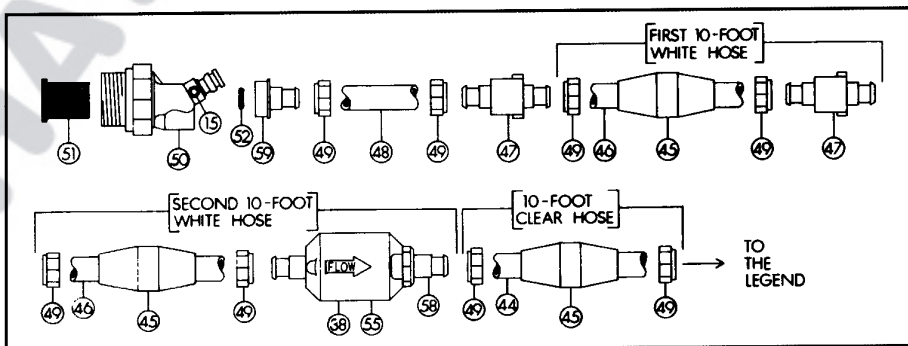 FIRST 10-FOOT
WHITE HOSE
51
50
15
52
59
49
48
49
47
49
46
45
49
47
SECOND 10-FOOT
WHITE HOSE
10-FOOT
CLEAR HOSE
FLOW
TO
THE
LEGEND
49
46
45
49
38
55
58
49
44
45
49